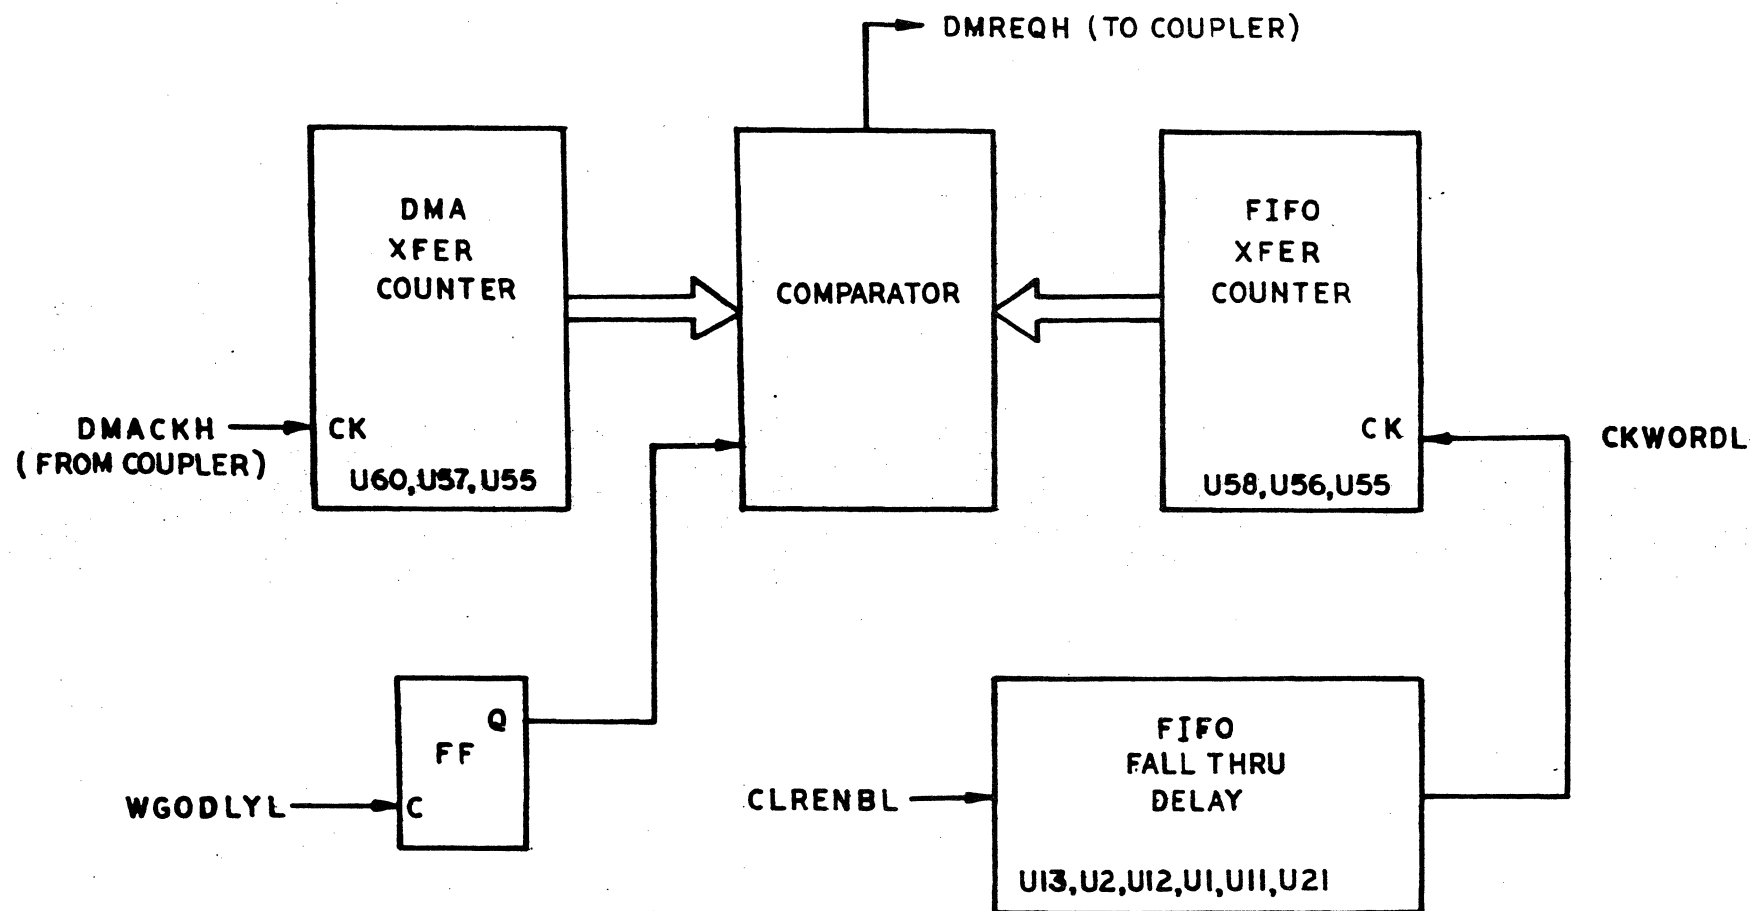 DMREQH (TO COUPLER)
DMA
XFER
COUNTER
CK
U60,U57,U55
DMACKH
(FROM COUPLER)
COMPARATOR
FIFO
XFER
COUNTER
CK
U58,U56,U55
CKWORDL
Q
FF
C
WGODLYL
CLRENBL
FIFO
FALL THRU
DELAY
U13,U2,U12,U1,U11,U21